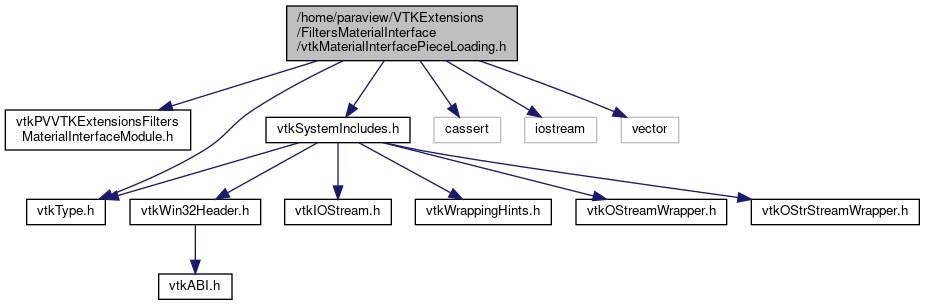 /home/paraview/VTKExtensions
/FiltersMaterialInterface
/vtkMaterialInterfacePieceLoading.h
vtkPVVTKExtensionsFilters
MaterialInterfaceModule.h
vtkSystemIncludes.h
cassert
iostream
vector
vtkType.h
vtkWin32Header.h
vtkIOStream.h
vtkWrappingHints.h
vtkOStreamWrapper.h
vtkOStrStreamWrapper.h
vtkABI.h